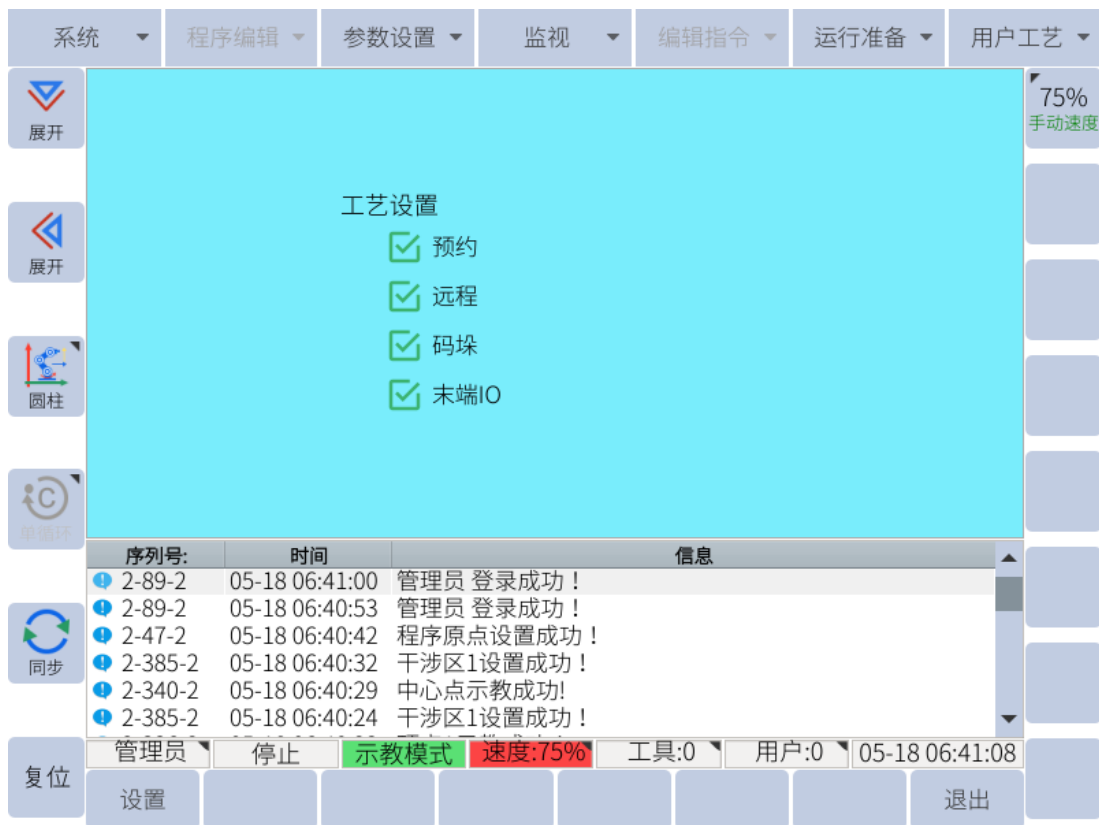 系统 程序编辑 参数设置 监视 编辑指令 运行准备 用户工艺
展开
75%
手动速度
工艺设置
预约
展开
远程
码垛
圆柱
末端IO
单循环
序列号: 时间 信息
2-89-2 05-18 06:41:00 管理员 登录成功！
2-89-2 05-18 06:40:53 管理员 登录成功！
2-47-2 05-18 06:40:42 程序原点设置成功！
同步
2-385-2 05-18 06:40:32 干涉区1设置成功！
2-340-2 05-18 06:40:29 中心点示教成功!
2-385-2 05-18 06:40:24 干涉区1设置成功！
管理员 停止 示教模式 速度:75% 工具:0 用户:0 05-18 06:41:08
复位
设置 退出